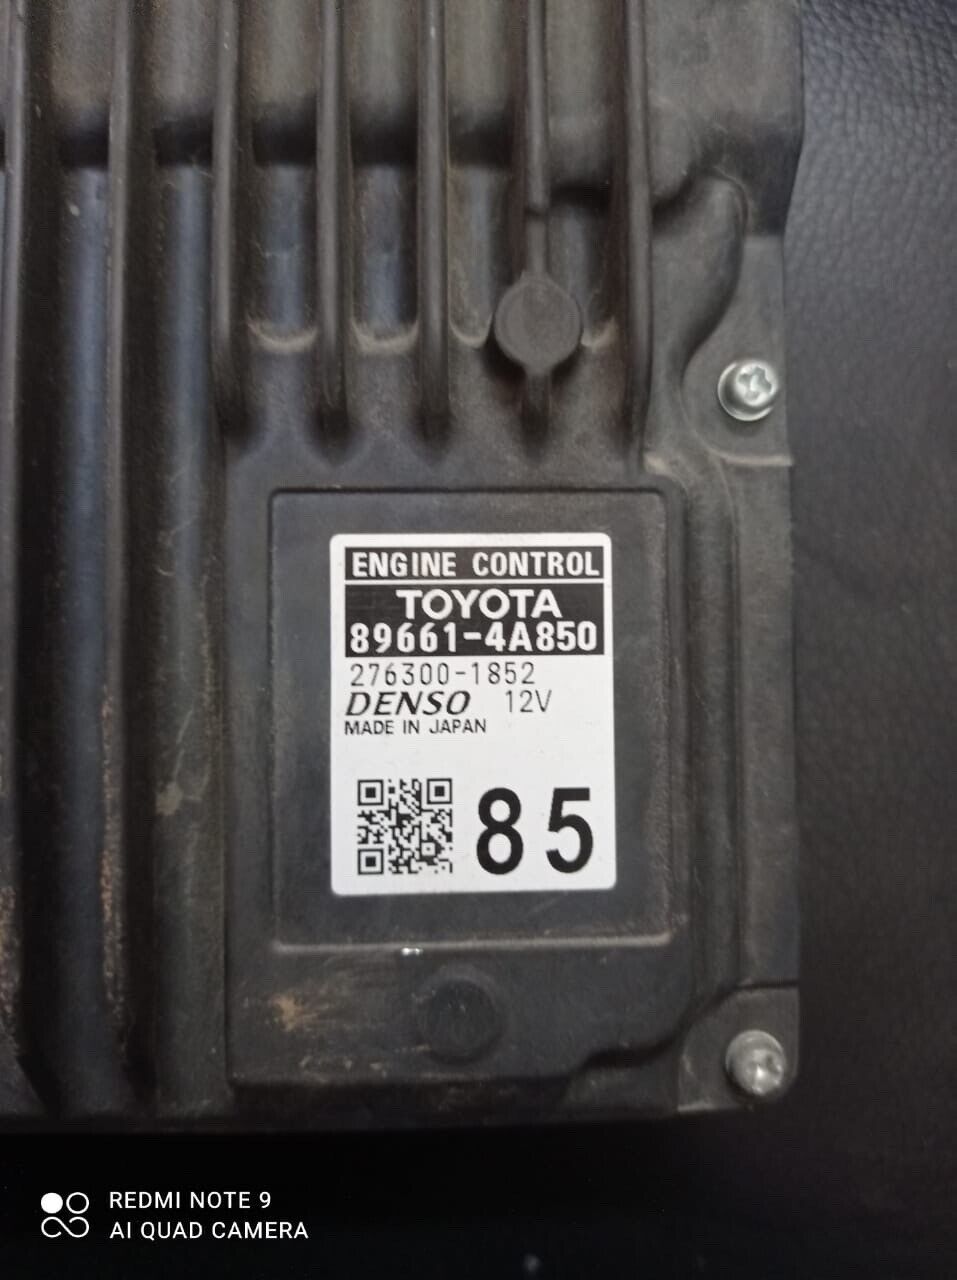 ENGINE CONTROL
TOYOTA
89661-4A850
276300-1852
DENSO 12V
MADE IN JAPAN
85
REDMI NOTE 9
AI QUAD CAMERA